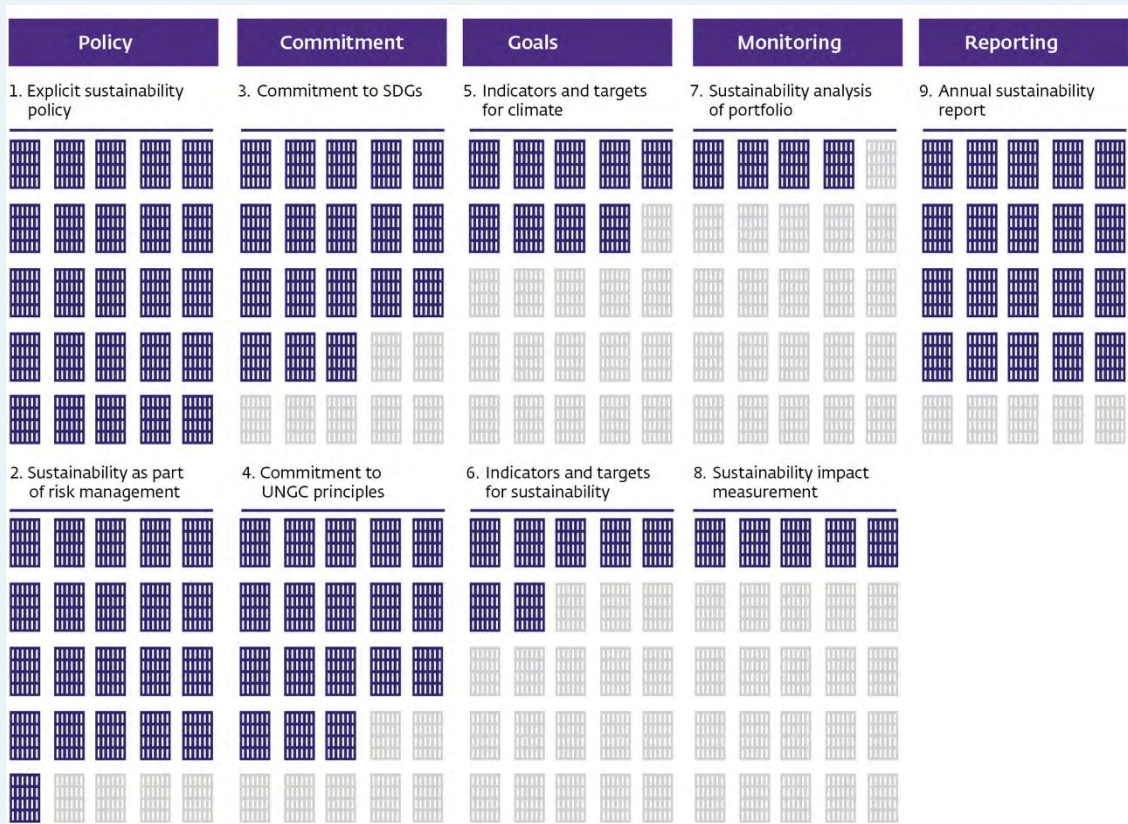 Policy
Commitment
Goals
Monitoring
Reporting
1. Explicit sustainability
policy
3. Commitment to SDGs
5. Indicators and targets
for climate
7. Sustainability analysis
of portfolio
9. Annual sustainability
report
2. Sustainability as part
of risk management
4. Commitment to
UNGC principles
6. Indicators and targets
for sustainability
8. Sustainability impact
measurement